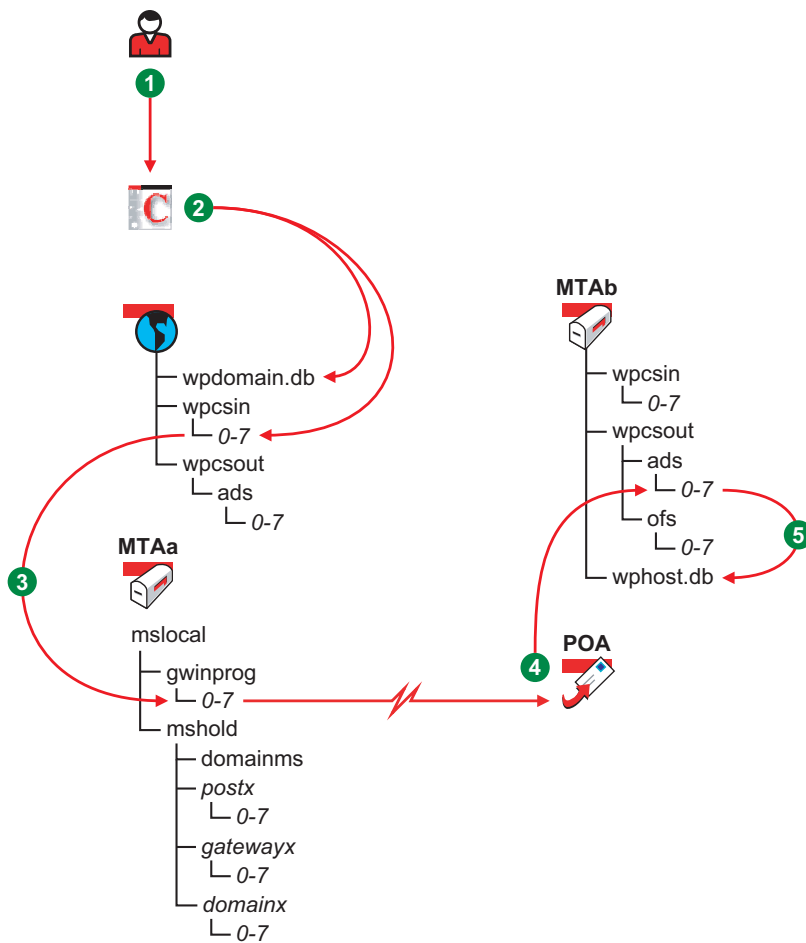 1
C
2
wpdomain.db
wpcsin
0-7
wpcsout
ads
0-7
3
MTAa
mslocal
gwinprog
0-7
mshold
domainms
postx
0-7
gatewayx
0-7
domainx
0-7
MTAb
wpcsin
0-7
wpcsout
ads
0-7
ofs
0-7
wphost.db
5
4
POA